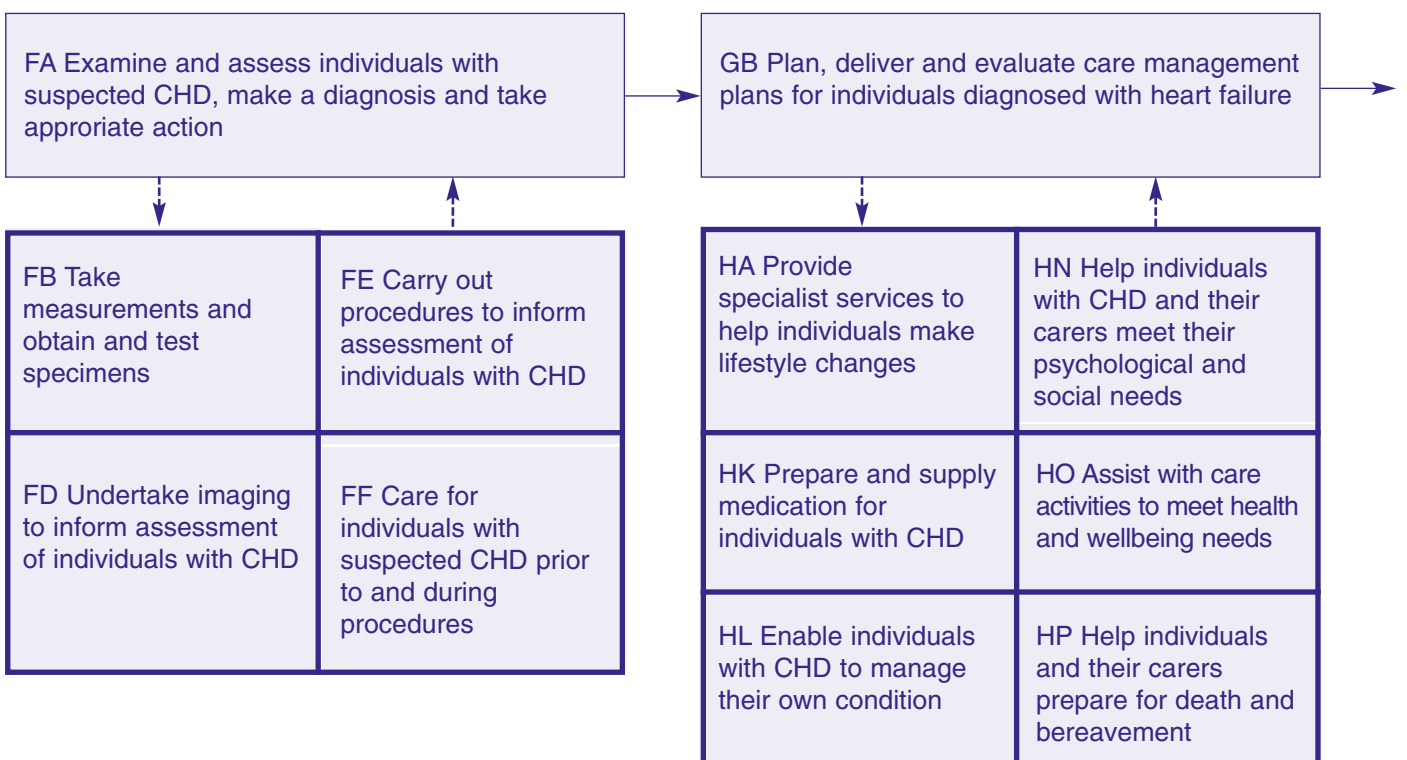 FA Examine and assess individuals with
suspected CHD, make a diagnosis and take
approriate action
GB Plan, deliver and evaluate care management
plans for individuals diagnosed with heart failure
FB Take
measurements and
obtain and test
specimens
FE Carry out
procedures to inform
assessment of
individuals with CHD
FD Undertake imaging
to inform assessment
of individuals with CHD
FF Care for
individuals with
suspected CHD prior
to and during
procedures
HA Provide
specialist services to
help individuals make
lifestyle changes
HN Help individuals
with CHD and their
carers meet their
psychological and
social needs
HK Prepare and supply
medication for
individuals with CHD
HO Assist with care
activities to meet health
and wellbeing needs
HL Enable individuals
with CHD to manage
their own condition
HP Help individuals
and their carers
prepare for death and
bereavement